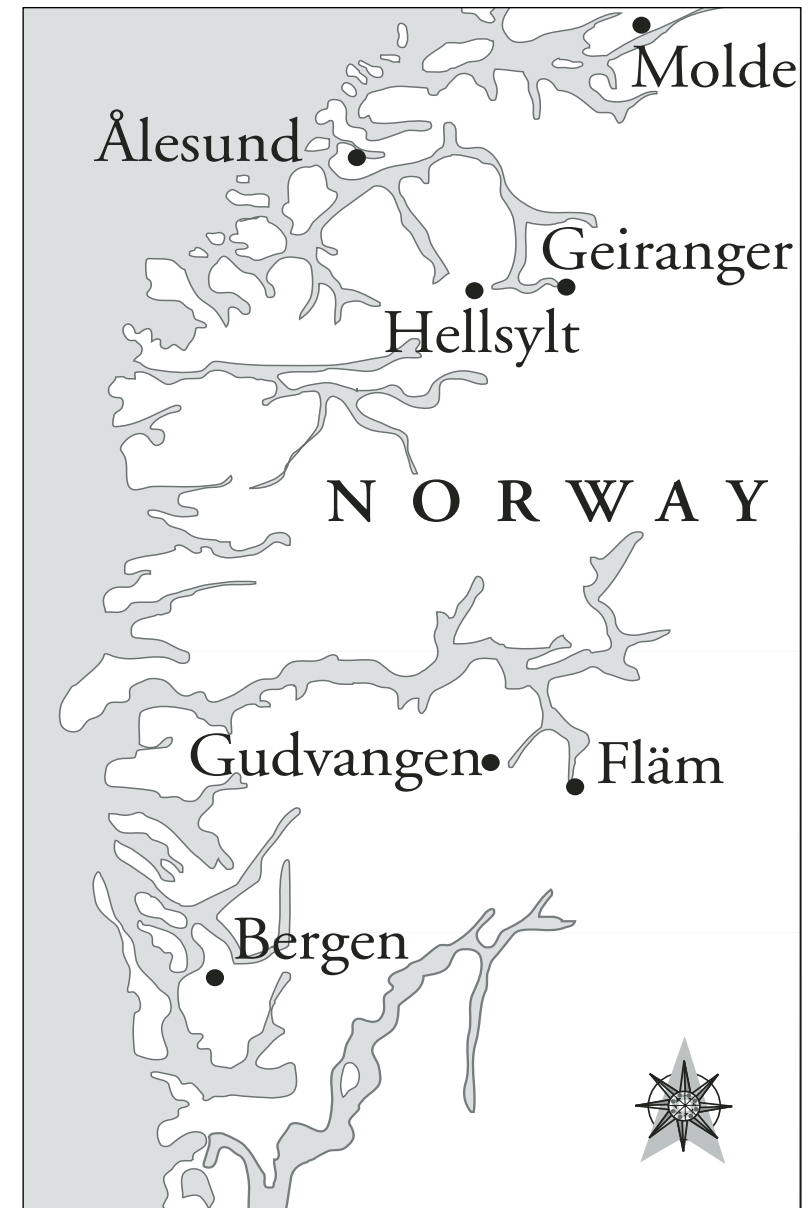 Molde
Ålesund
Geiranger
Hellsylt
NORWAY
Gudvangen
Fläm
Bergen